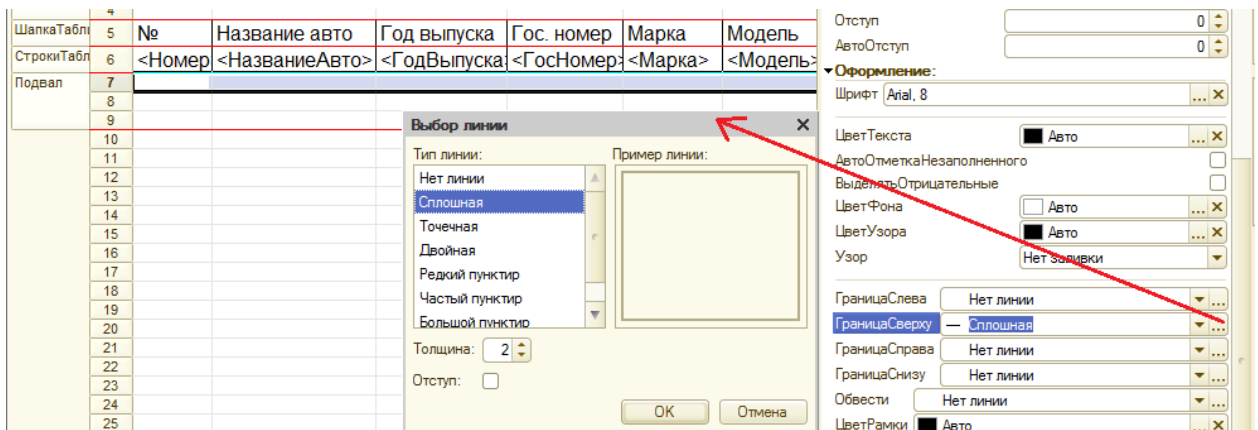 4
ШапкаТабл 5 № Название авто Год выпуска Гос. номер Марка Модель
СтрокиТабл 6 <Номер <НазваниеАвто> <ГодВыпуска <ГосНомер> <Марка> <Модель>
Подвал 7
8
9
10
11
12
13
14
15
16
17
18
19
20
21
22
23
24
25
Выбор линии
Тип линии: Пример линии:
Нет линии
Сплошная
Точечная
Двойная
Редкий пунктир
Частый пунктир
Большой пунктир
Толщина: 2
Отступ:
OK Отмена
Отступ 0
АвтоОтступ 0
Оформление:
Шрифт Arial, 8
ЦветТекста Авто
АвтоОтметкаНезаполненного
ВыделятьОтрицательные
ЦветФона Авто
ЦветУзора Авто
Узор Нет заливки
ГраницаСлева Нет линии
ГраницаСверху Сплошная
ГраницаСправа Нет линии
ГраницаСнизу Нет линии
Обвести Нет линии
ЦветРамки Авто